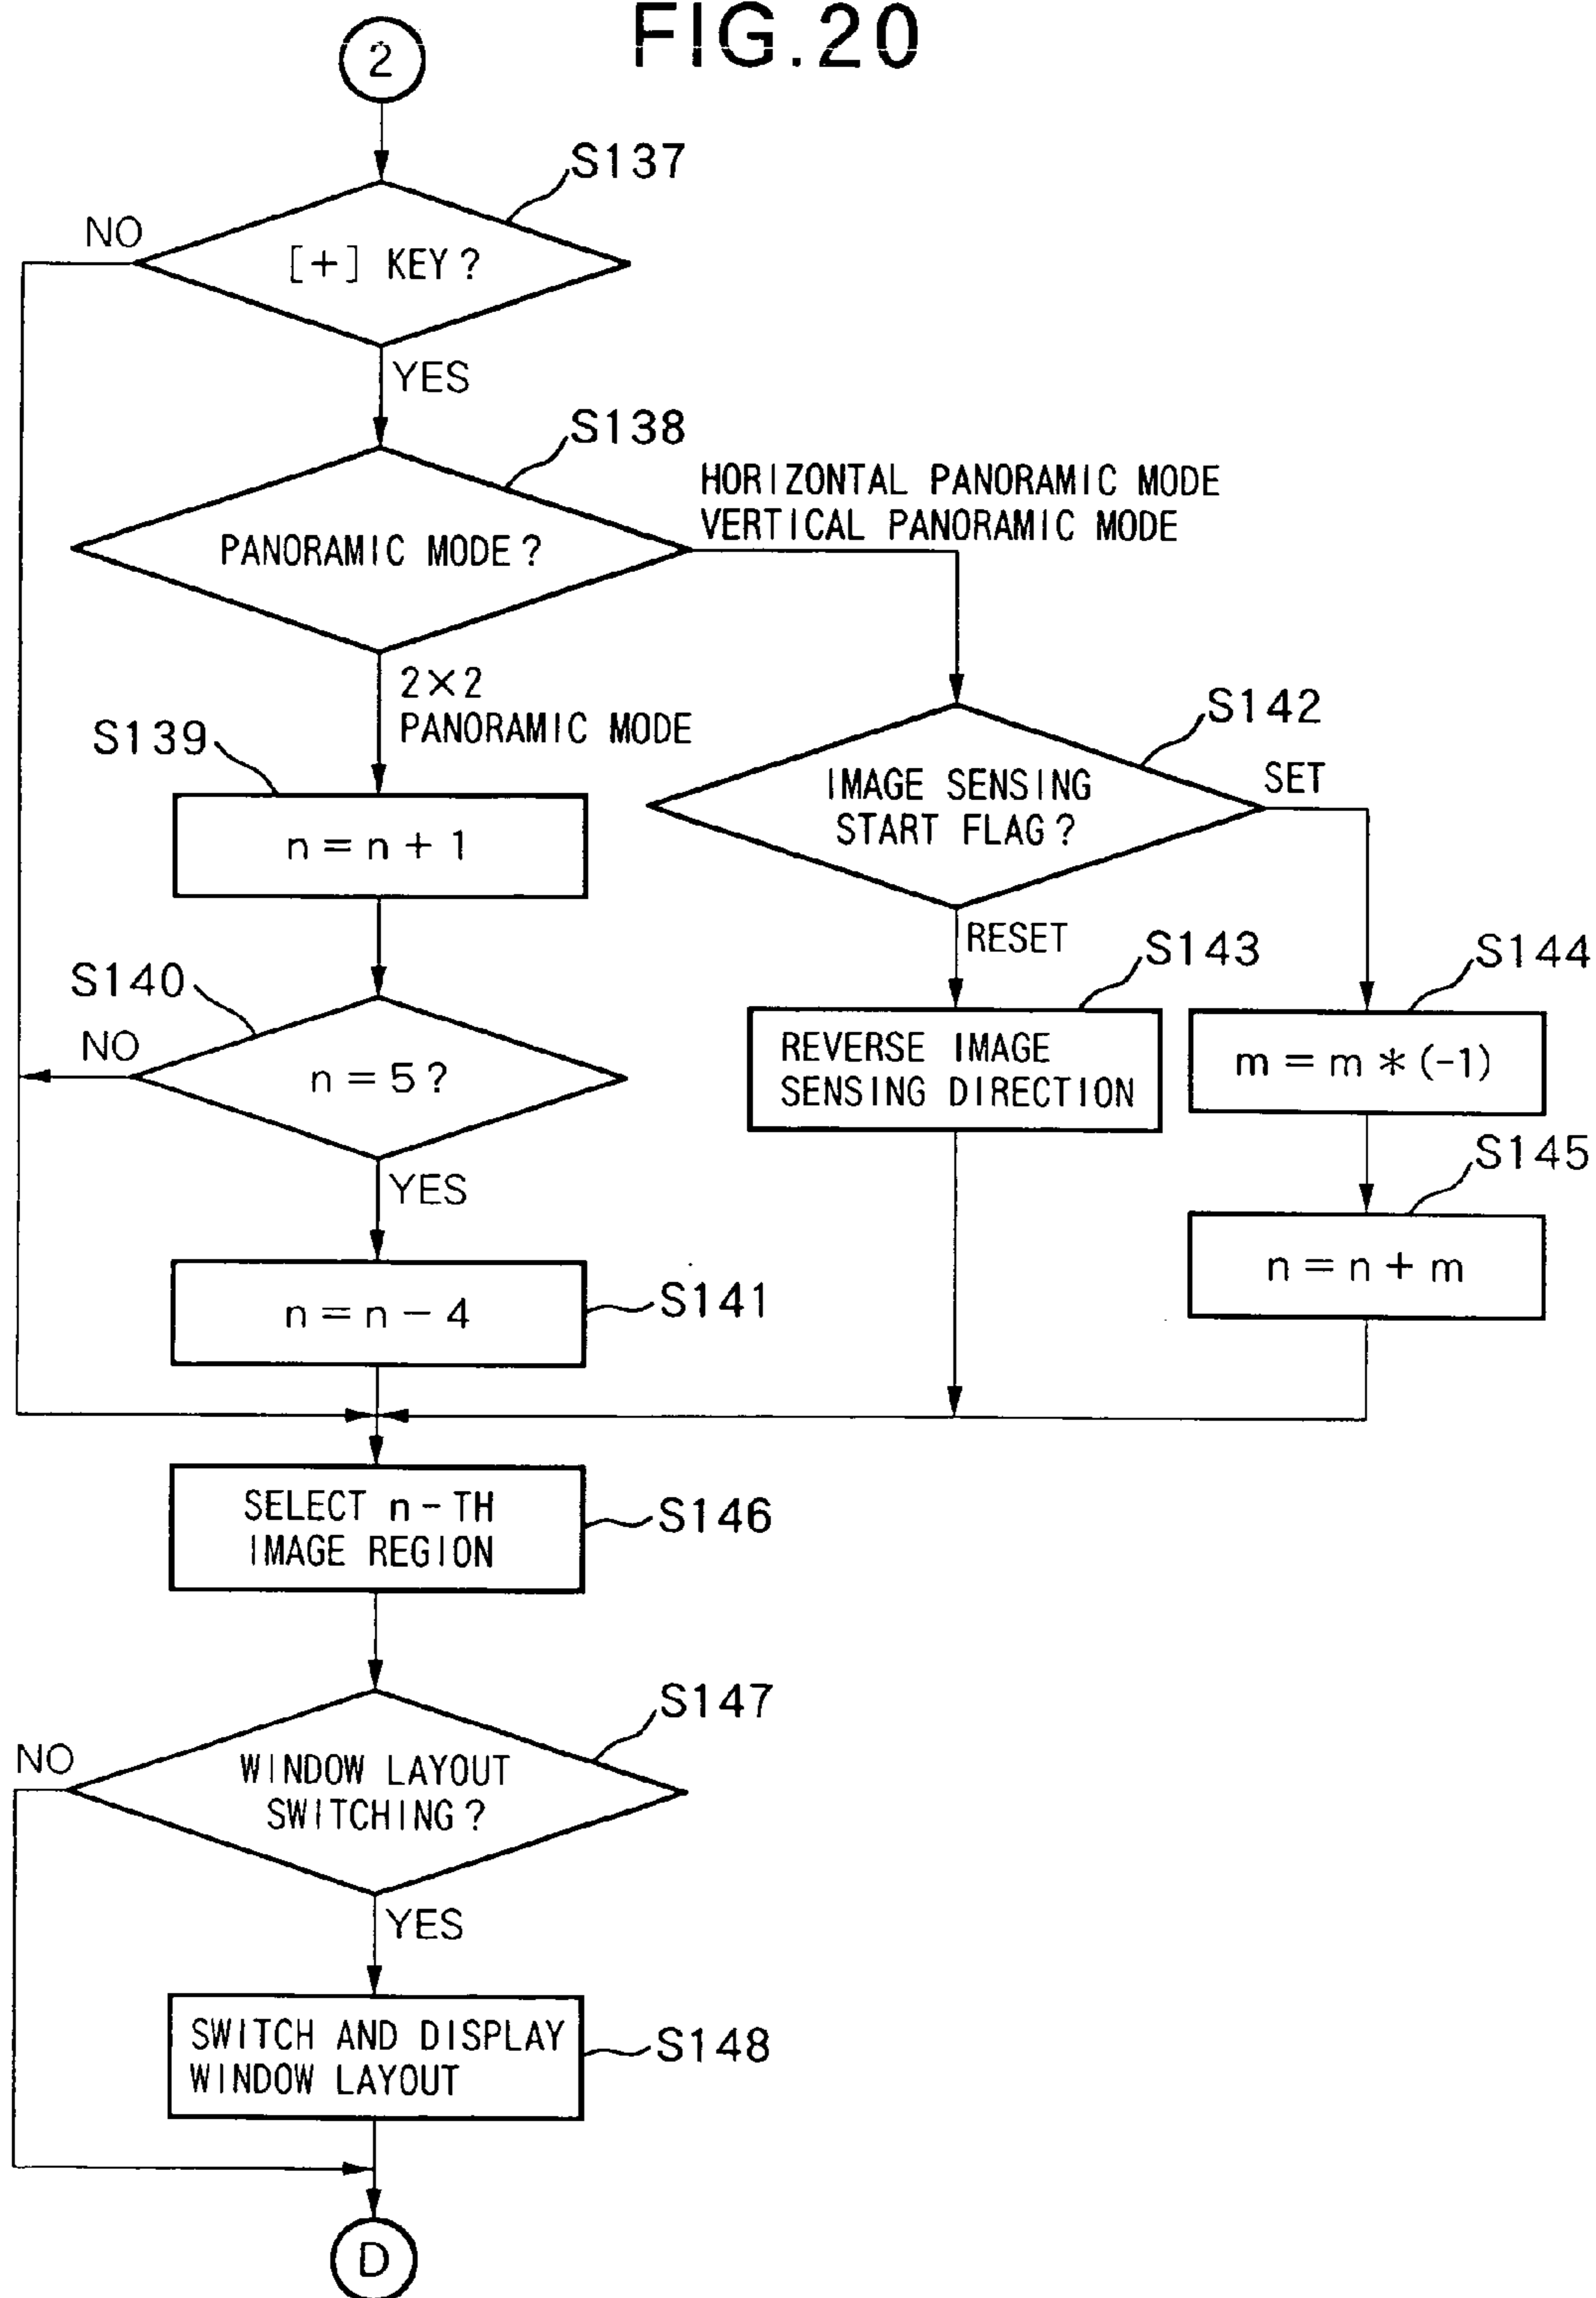 FIG.20
2
S137
NO
[+] KEY?
YES
S138
HORIZONTAL PANORAMIC MODE
VERTICAL PANORAMIC MODE
PANORAMIC MODE?
2×2
PANORAMIC MODE
S139
n = n + 1
S142
IMAGE SENSING
START FLAG?
SET
RESET
S140
NO
n = 5?
YES
S143
REVERSE IMAGE
SENSING DIRECTION
S144
m = m * (-1)
S145
n = n + m
n = n - 4
S141
SELECT n-TH
IMAGE REGION
S146
S147
NO
WINDOW LAYOUT
SWITCHING?
YES
SWITCH AND DISPLAY
WINDOW LAYOUT
S148
D